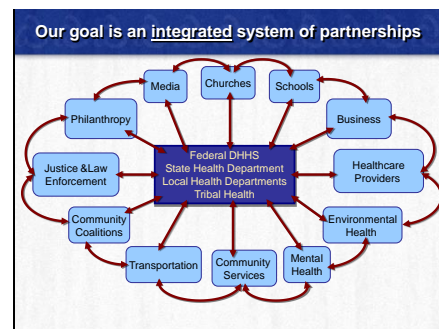 Our goal is an integrated system of partnerships
Media
Churches
Schools
Philanthropy
Business
Federal DHHS
State Health Department
Local Health Departments
Tribal Health
Justice &Law
Enforcement
Healthcare
Providers
Community
Coalitions
Environmental
Health
Transportation
Community
Services
Mental
Health